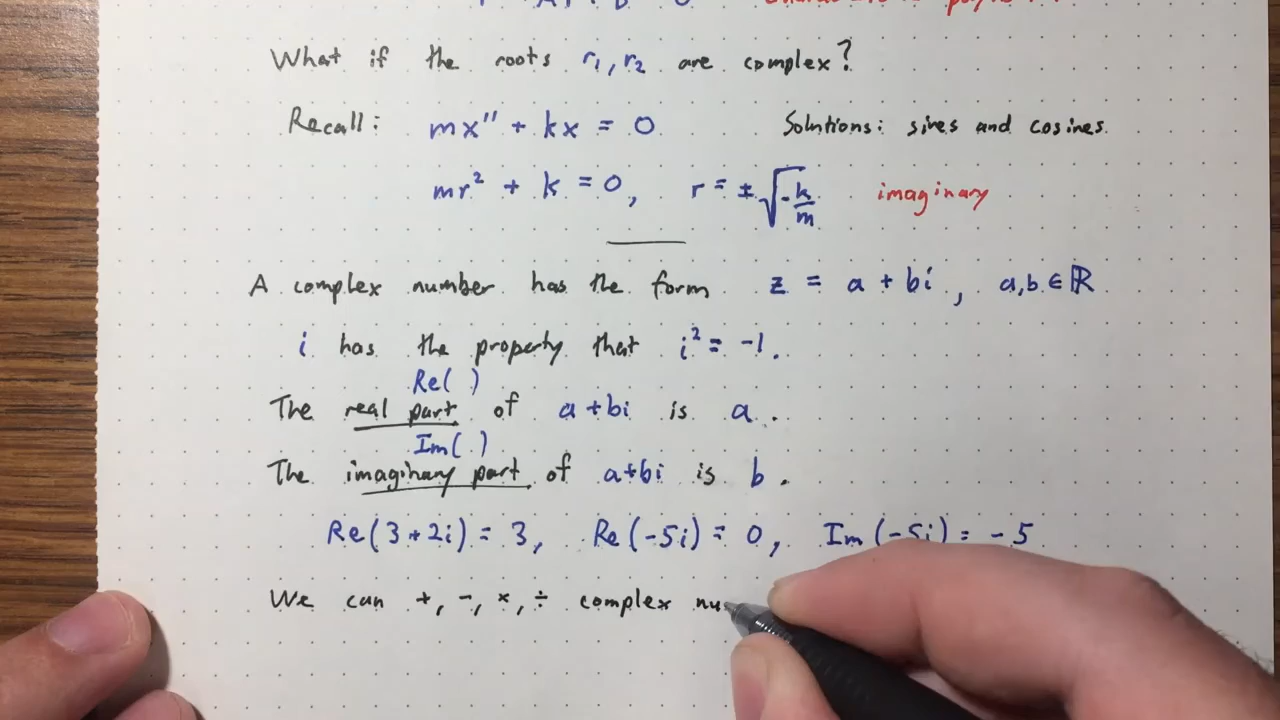 What if the roots r₁, r₂ are complex?
Recall: mx'' + kx = 0 Solutions: sines and cosines.
mr² + k = 0, r = ±√(-k/m) imaginary
A complex number has the form z = a + bi, a,b ∈ ℝ
i has the property that i² = -1.
Re( )
The real part of a+bi is a.
Im( )
The imaginary part of a+bi is b.
Re(3+2i) = 3, Re(-5i) = 0, Im(-5i) = -5
We can +, -, ×, ÷ complex